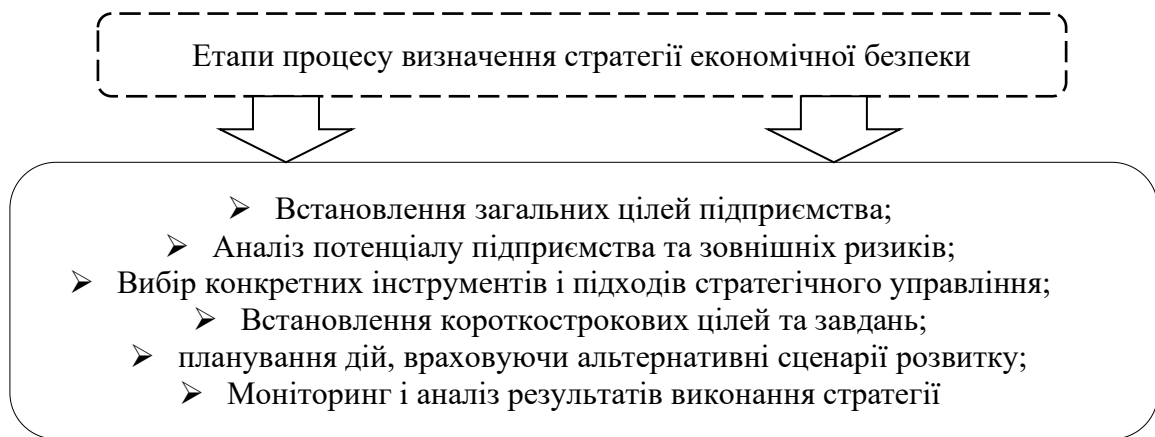 Етапи процесу визначення стратегії економічної безпеки
➢ Встановлення загальних цілей підприємства;
➢ Аналіз потенціалу підприємства та зовнішніх ризиків;
➢ Вибір конкретних інструментів і підходів стратегічного управління;
➢ Встановлення короткострокових цілей та завдань;
➢ планування дій, враховуючи альтернативні сценарії розвитку;
➢ Моніторинг і аналіз результатів виконання стратегії